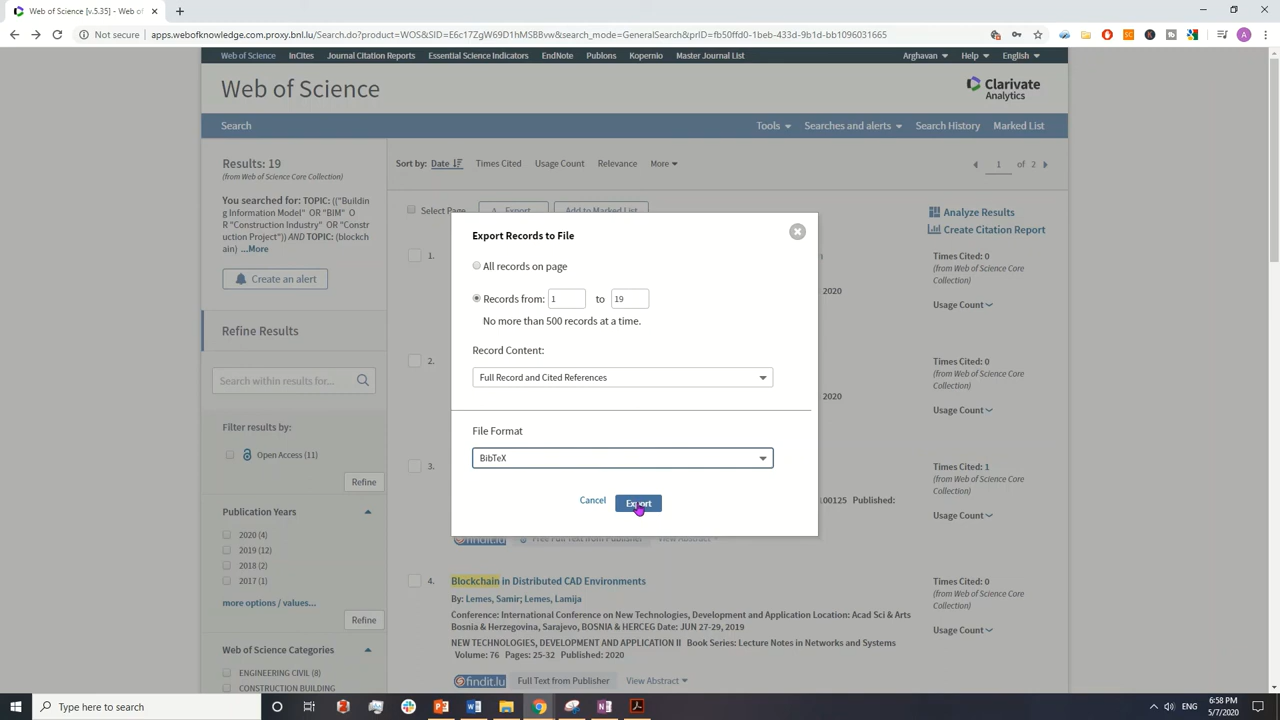 Web of Science [v.5.35] - Web of
Not secure
apps.webofknowledge.com.proxy.bnl.lu/Search.do?product=WOS&SID=E6c17ZgW69D1hMSBBvw&search_mode=GeneralSearch&prID=fb50ffd0-1beb-433d-9b1d-bb1096031665
Web of Science InCites Journal Citation Reports Essential Science Indicators EndNote Publons Kopernio Master Journal List Arghavan Help English
Web of Science
Clarivate
Analytics
Search Tools Searches and alerts Search History Marked List
Results: 19
(from Web of Science Core Collection)
You searched for: TOPIC: (("Buildin
g Information Model" OR "BIM" O
R "Construction Industry" OR "Constr
uction Project")) AND TOPIC: (blockch
ain) ...More
Create an alert
Refine Results
Search within results for...
Filter results by:
Open Access (11)
Refine
Publication Years
2020 (4)
2019 (12)
2018 (2)
2017 (1)
more options / values...
Refine
Web of Science Categories
ENGINEERING CIVIL (8)
CONSTRUCTION BUILDING
Sort by: Date Times Cited Usage Count Relevance More
1 of 2
Select Page Export... Add to Marked List
1.
2020
2.
2020
3.
100125 Published:
findit.lu Free Full Text from Publisher View Abstract
4. Blockchain in Distributed CAD Environments
By: Lemes, Samir; Lemes, Lamija
Conference: International Conference on New Technologies, Development and Application Location: Acad Sci & Arts
Bosnia & Herzegovina, Sarajevo, BOSNIA & HERCEG Date: JUN 27-29, 2019
NEW TECHNOLOGIES, DEVELOPMENT AND APPLICATION II Book Series: Lecture Notes in Networks and Systems
Volume: 76 Pages: 25-32 Published: 2020
findit.lu Full Text from Publisher View Abstract
Export Records to File
All records on page
Records from: 1 to 19
No more than 500 records at a time.
Record Content:
Full Record and Cited References
File Format
BibTeX
Cancel Export
Analyze Results
Create Citation Report
Times Cited: 0
(from Web of Science Core
Collection)
Usage Count
Times Cited: 0
(from Web of Science Core
Collection)
Usage Count
Times Cited: 1
(from Web of Science Core
Collection)
Usage Count
Times Cited: 0
(from Web of Science Core
Collection)
Usage Count
Type here to search
6:58 PM
5/7/2020